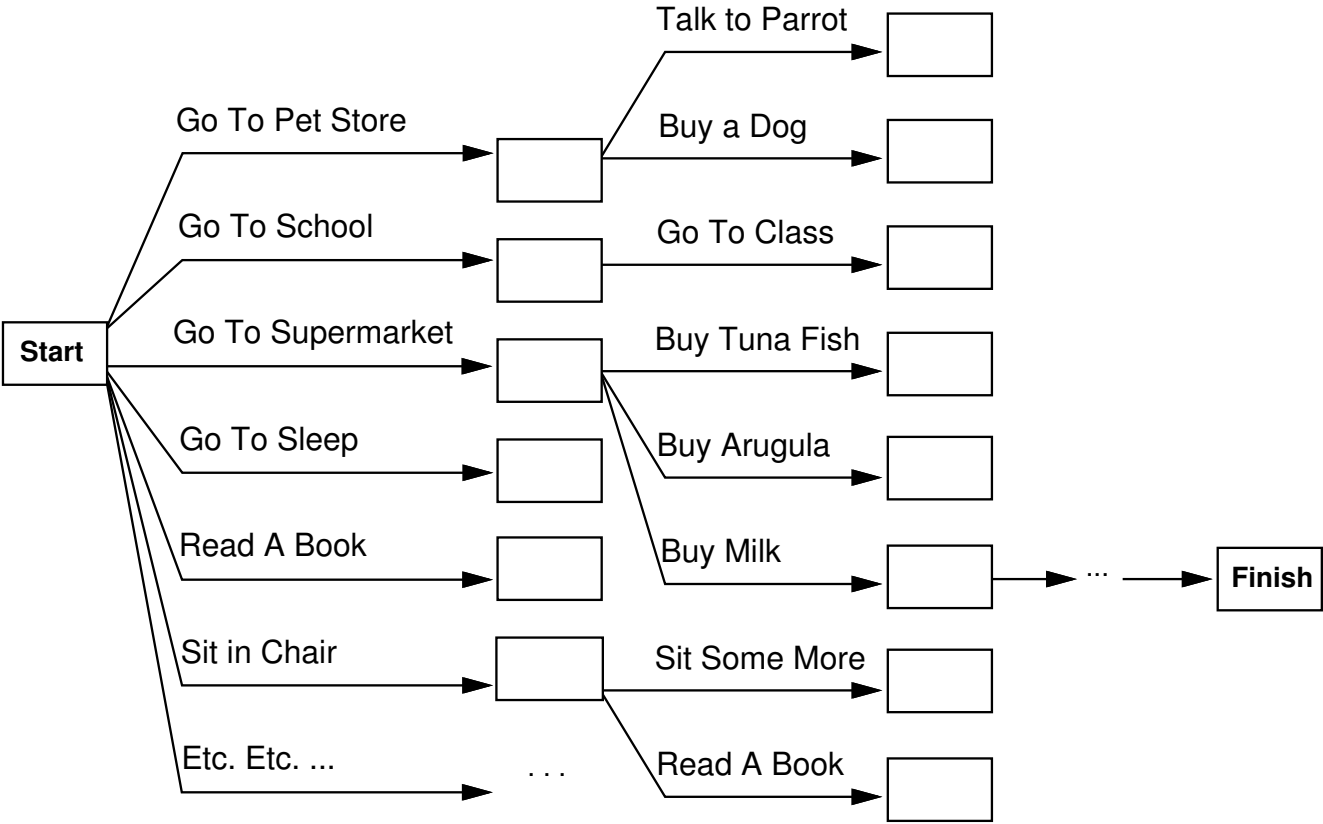 Talk to Parrot
Go To Pet Store
Buy a Dog
Go To School
Go To Class
Start
Go To Supermarket
Buy Tuna Fish
Go To Sleep
Buy Arugula
Read A Book
Buy Milk
...
Finish
Sit in Chair
Sit Some More
Etc. Etc. ...
. . .
Read A Book